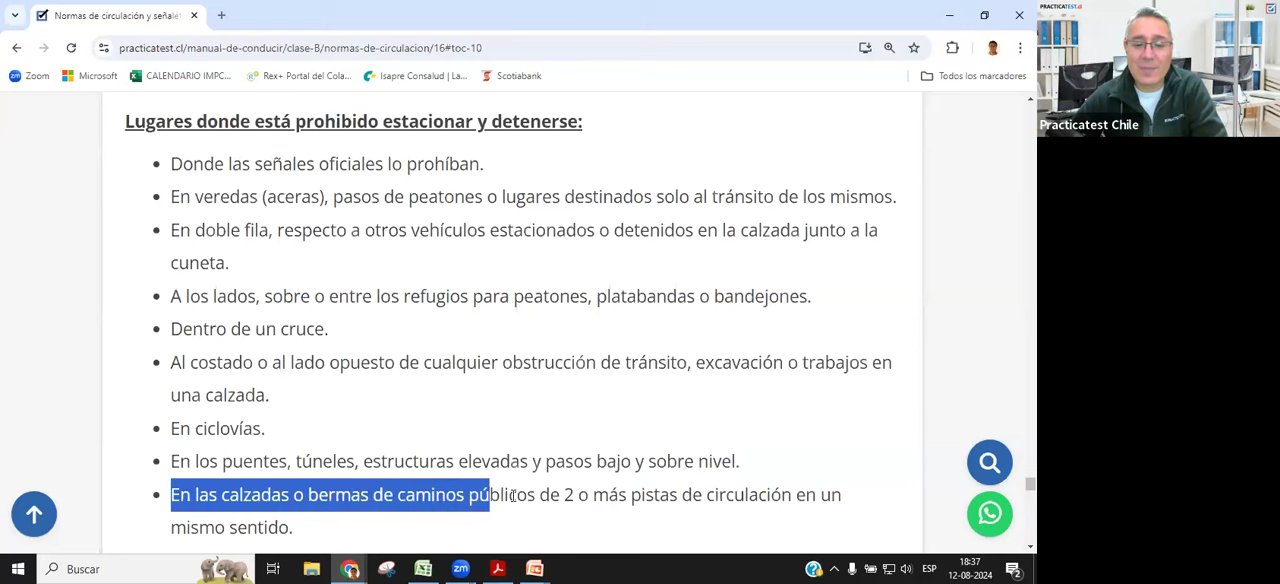 Normas de circulación y señalét
practicatest.cl/manual-de-conducir/clase-B/normas-de-circulacion/16#toc-10
Zoom
Microsoft
CALENDARIO IMPC...
Rex+ Portal del Cola...
Isapre Consalud | La...
Scotiabank
Todos los marcadores
PRACTICATEST.cl
Practicatest Chile
Lugares donde está prohibido estacionar y detenerse:
Donde las señales oficiales lo prohíban.
En veredas (aceras), pasos de peatones o lugares destinados solo al tránsito de los mismos.
En doble fila, respecto a otros vehículos estacionados o detenidos en la calzada junto a la
cuneta.
A los lados, sobre o entre los refugios para peatones, platabandas o bandejones.
Dentro de un cruce.
Al costado o al lado opuesto de cualquier obstrucción de tránsito, excavación o trabajos en
una calzada.
En ciclovías.
En los puentes, túneles, estructuras elevadas y pasos bajo y sobre nivel.
En las calzadas o bermas de caminos públicos de 2 o más pistas de circulación en un
mismo sentido.
Buscar
ESP
18:37
12-08-2024
2